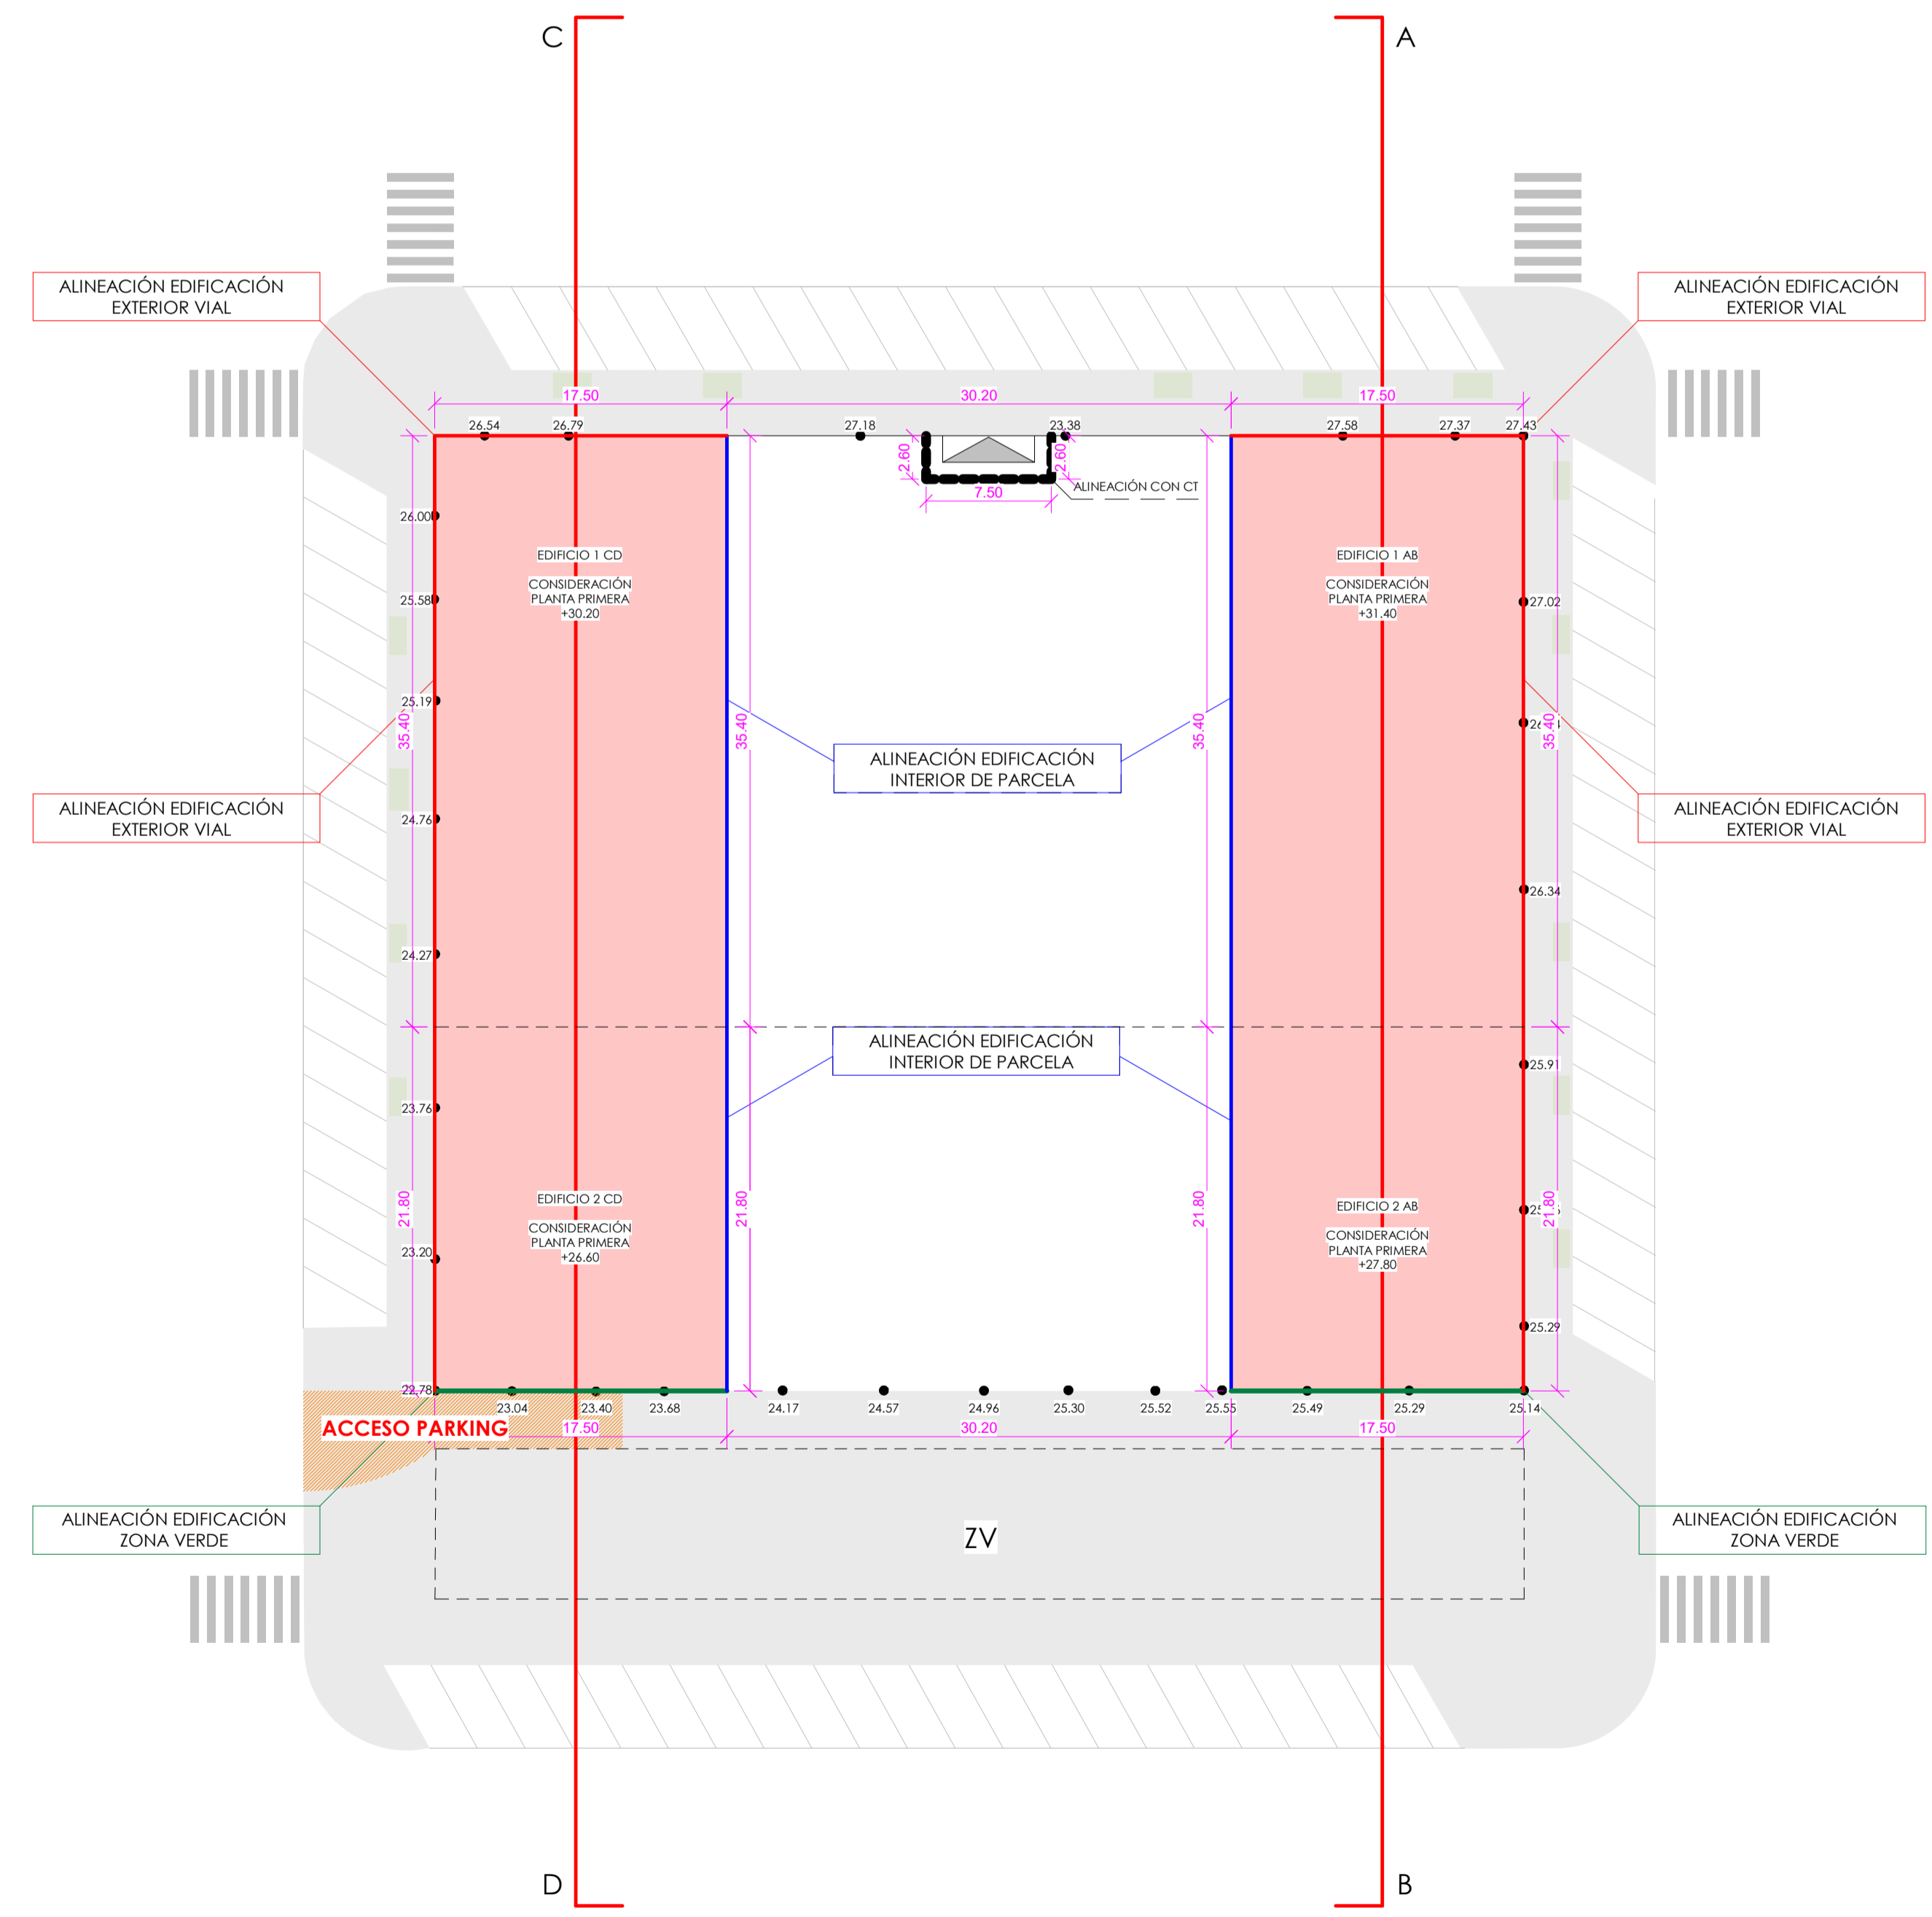 C
A
ALINEACIÓN EDIFICACIÓN
EXTERIOR VIAL
ALINEACIÓN EDIFICACIÓN
EXTERIOR VIAL
17.50
30.20
17.50
26.54
26.79
27.18
23.38
27.58
27.37
27.43
2.60
2.60
7.50
ALINEACIÓN CON CT
26.00
EDIFICIO 1 CD
CONSIDERACIÓN
PLANTA PRIMERA
+30.20
EDIFICIO 1 AB
CONSIDERACIÓN
PLANTA PRIMERA
+31.40
25.58
27.02
25.19
35.40
35.40
35.40
35.40
ALINEACIÓN EDIFICACIÓN
INTERIOR DE PARCELA
ALINEACIÓN EDIFICACIÓN
EXTERIOR VIAL
ALINEACIÓN EDIFICACIÓN
EXTERIOR VIAL
24.76
26.34
24.27
ALINEACIÓN EDIFICACIÓN
INTERIOR DE PARCELA
25.91
23.76
21.80
21.80
21.80
21.80
EDIFICIO 2 CD
CONSIDERACIÓN
PLANTA PRIMERA
+26.60
EDIFICIO 2 AB
CONSIDERACIÓN
PLANTA PRIMERA
+27.80
23.20
25.29
22.78
23.04
23.40
23.68
24.17
24.57
24.96
25.30
25.52
25.55
25.49
25.29
25.14
ACCESO PARKING
17.50
30.20
17.50
ALINEACIÓN EDIFICACIÓN
ZONA VERDE
ZV
ALINEACIÓN EDIFICACIÓN
ZONA VERDE
D
B